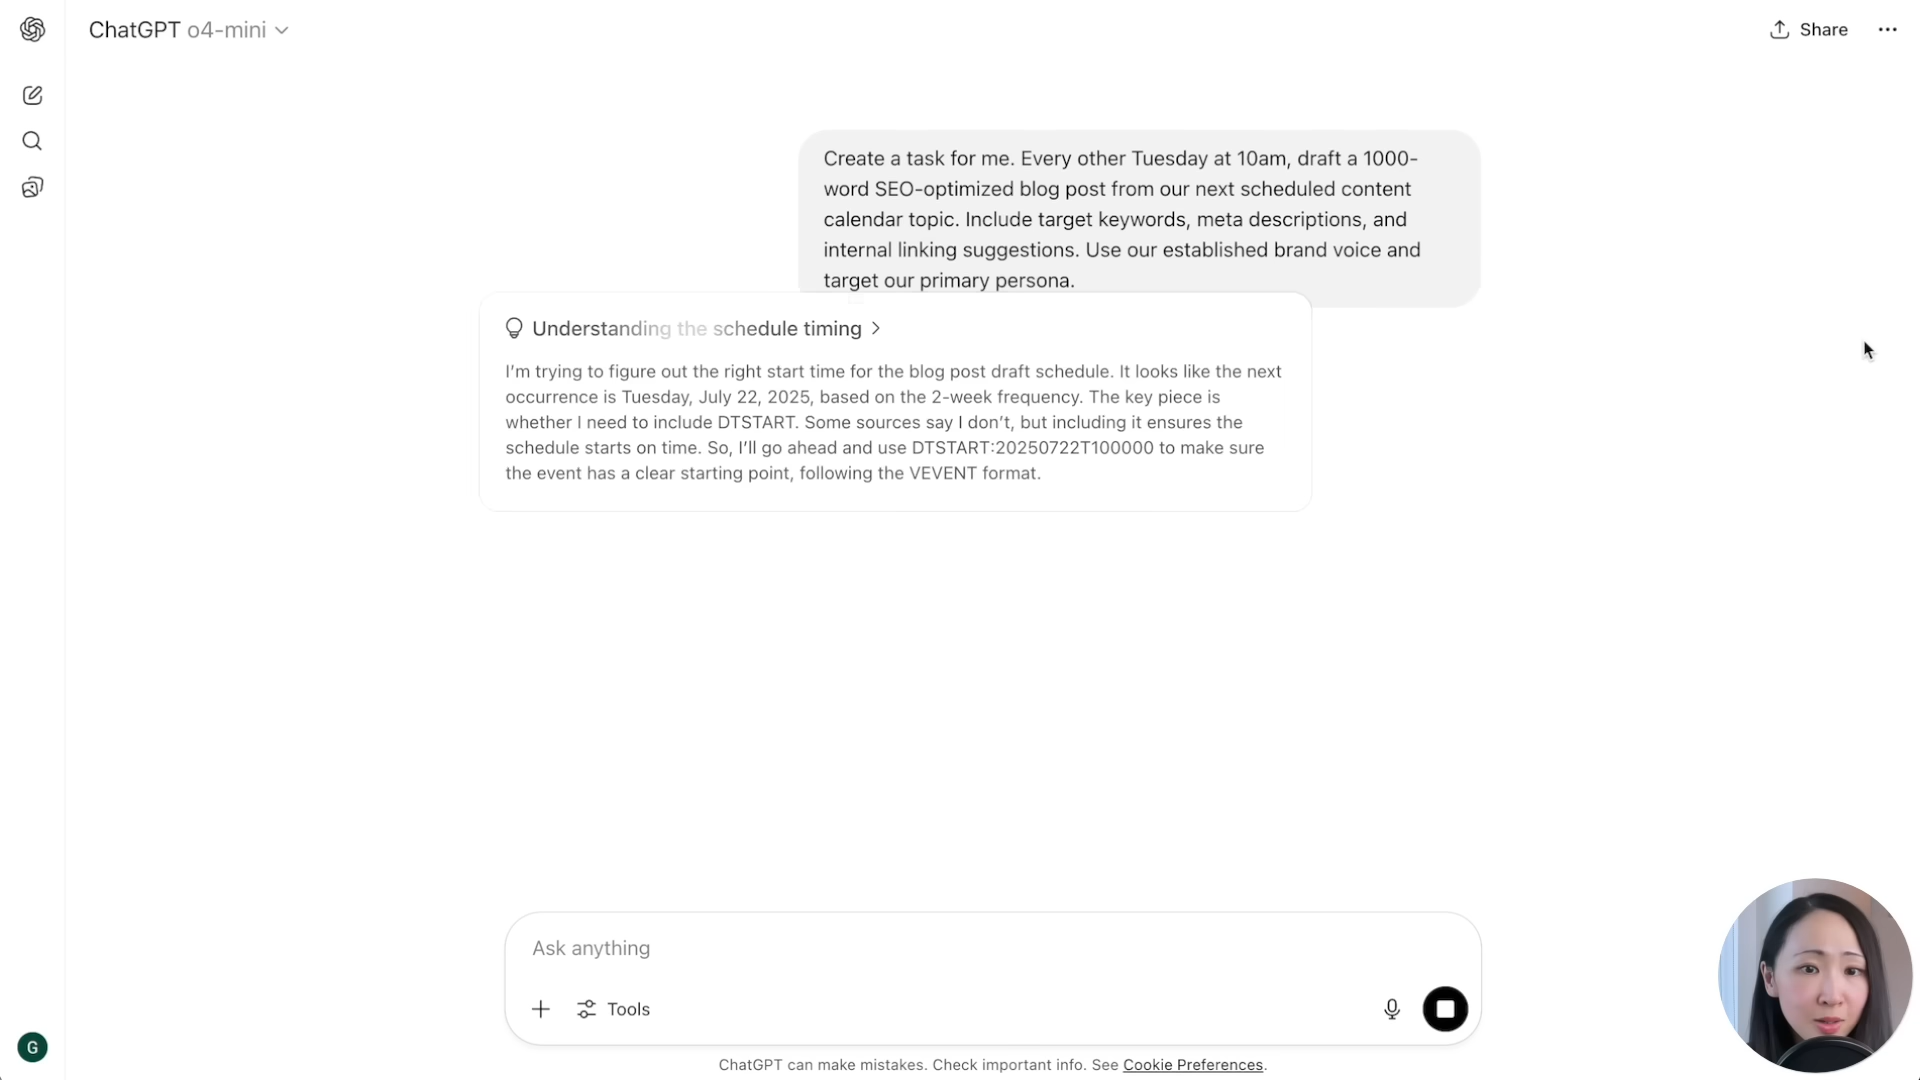 ChatGPT o4-mini
Share
Create a task for me. Every other Tuesday at 10am, draft a 1000-
word SEO-optimized blog post from our next scheduled content
calendar topic. Include target keywords, meta descriptions, and
internal linking suggestions. Use our established brand voice and
target our primary persona.
Understanding the schedule timing
I’m trying to figure out the right start time for the blog post draft schedule. It looks like the next
occurrence is Tuesday, July 22, 2025, based on the 2-week frequency. The key piece is
whether I need to include DTSTART. Some sources say I don’t, but including it ensures the
schedule starts on time. So, I’ll go ahead and use DTSTART:20250722T100000 to make sure
the event has a clear starting point, following the VEVENT format.
Ask anything
Tools
G
ChatGPT can make mistakes. Check important info. See Cookie Preferences.